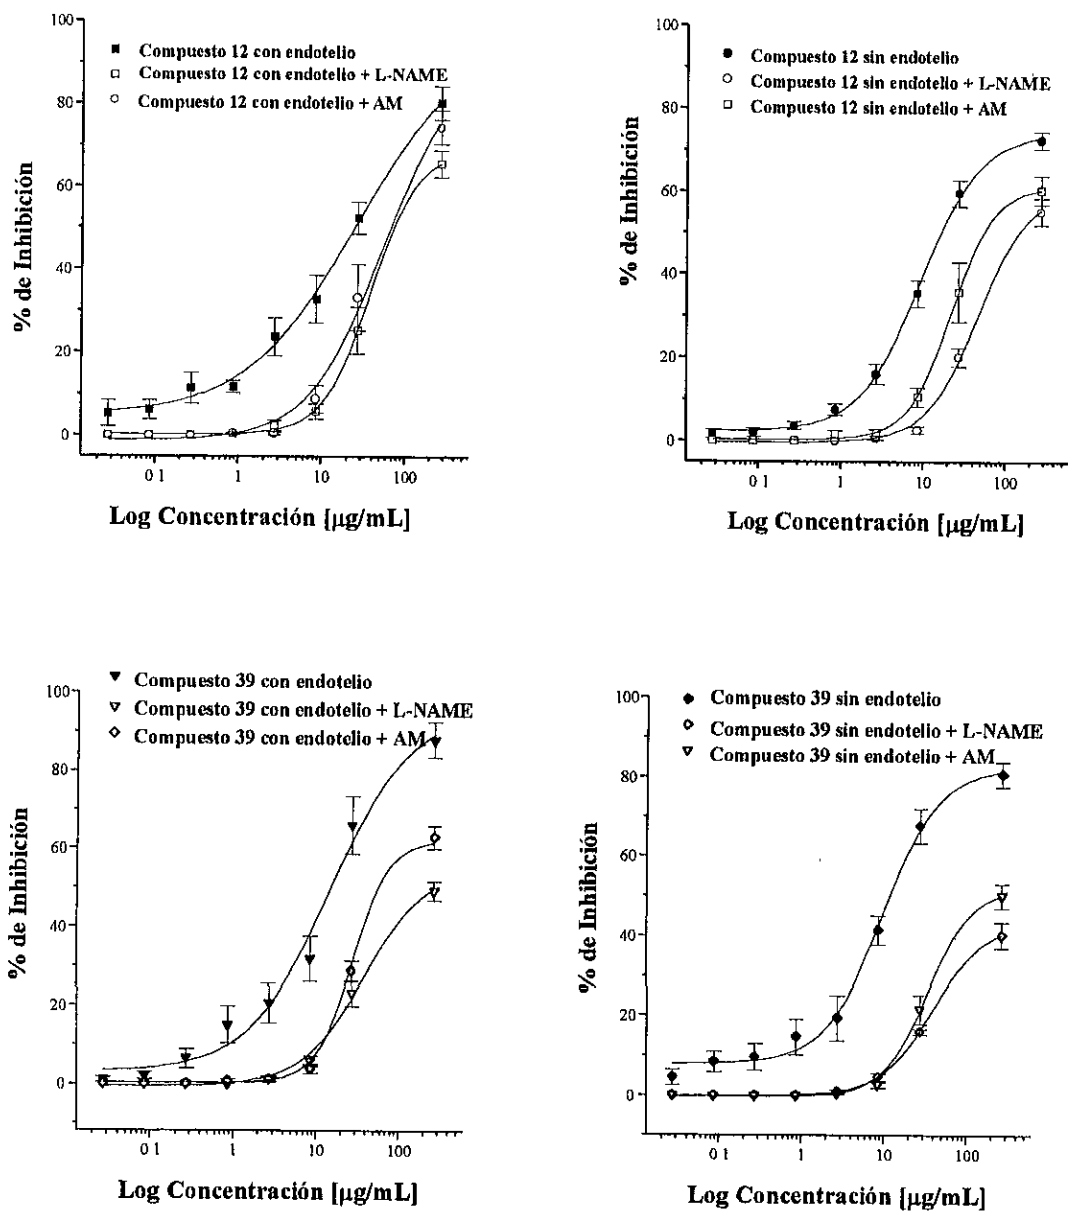 100
80
60
40
20
0
% de Inhibición
Compuesto 12 con endotelio
Compuesto 12 con endotelio + L-NAME
Compuesto 12 con endotelio + AM
0 1
1
10
100
Log Concentración [µg/mL]
100
80
60
40
20
0
% de Inhibición
Compuesto 12 sin endotelio
Compuesto 12 sin endotelio + L-NAME
Compuesto 12 sin endotelio + AM
0 1
1
10
100
Log Concentración [µg/mL]
100
80
60
40
20
0
% de Inhibición
Compuesto 39 con endotelio
Compuesto 39 con endotelio + L-NAME
Compuesto 39 con endotelio + AM
0 1
1
10
100
Log Concentración [µg/mL]
100
80
60
40
20
0
% de Inhibición
Compuesto 39 sin endotelio
Compuesto 39 sin endotelio + L-NAME
Compuesto 39 sin endotelio + AM
0 1
1
10
100
Log Concentración [µg/mL]